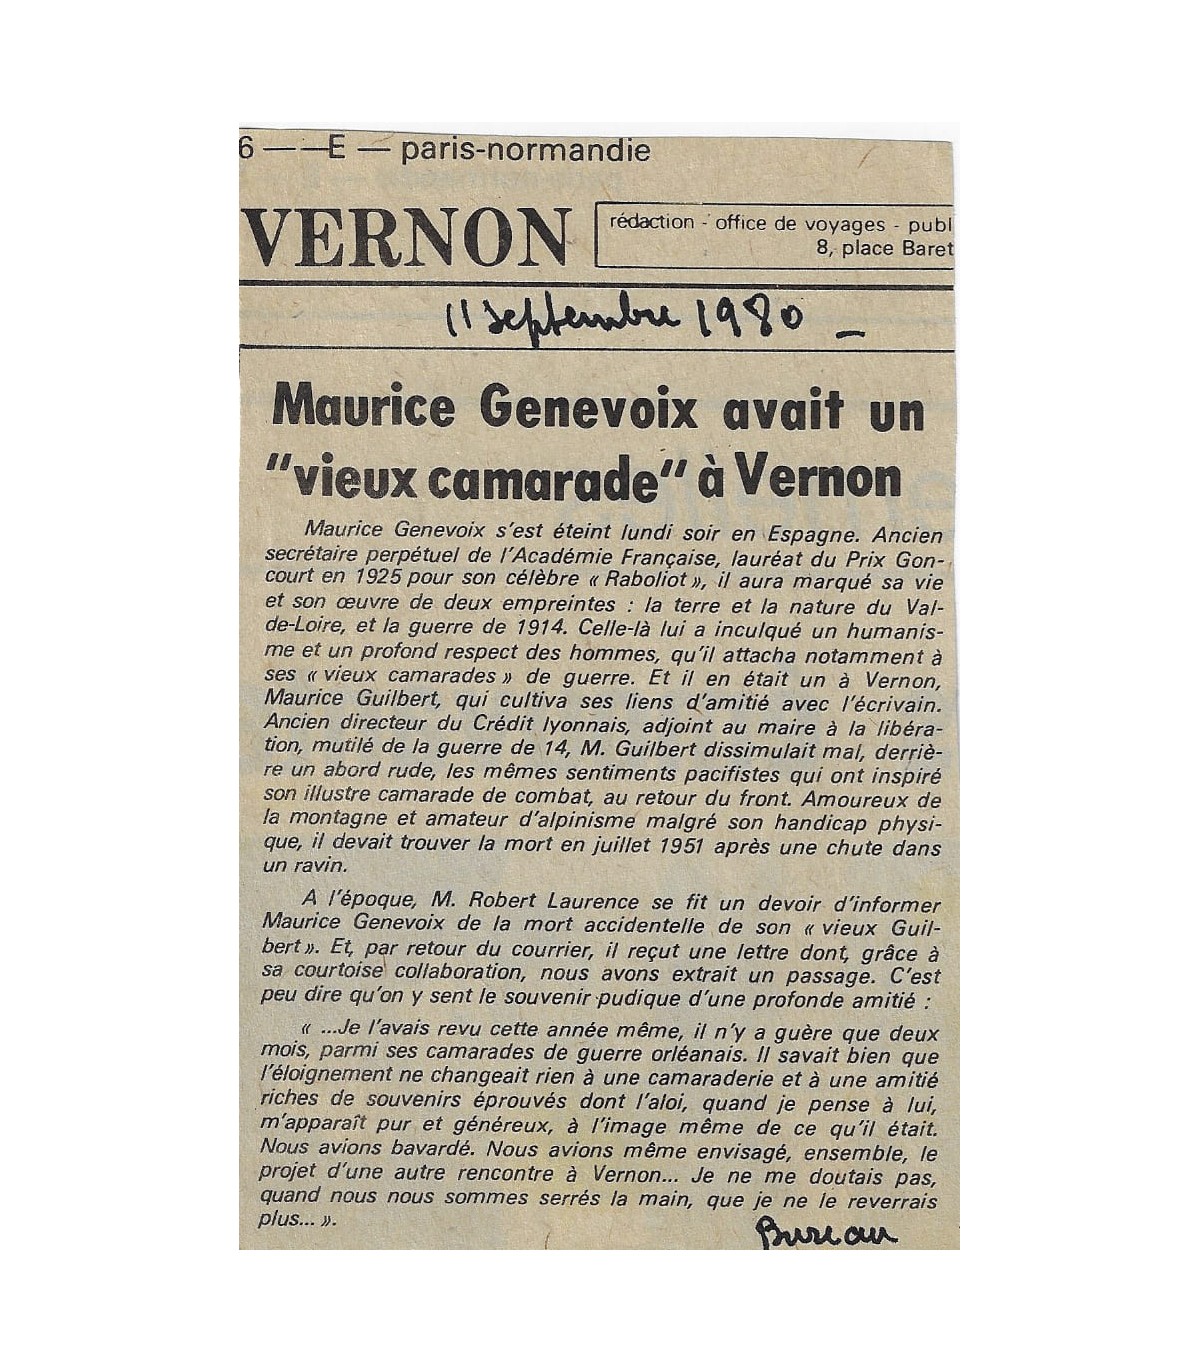 6 — —E — paris-normandie
VERNON
rédaction - office de voyages - publ
8, place Baret
11 septembre 1980 —
Maurice Genevoix avait un
"vieux camarade" à Vernon
Maurice Genevoix s'est éteint lundi soir en Espagne. Ancien
secrétaire perpétuel de l'Académie Française, lauréat du Prix Gon-
court en 1925 pour son célèbre « Raboliot », il aura marqué sa vie
et son œuvre de deux empreintes : la terre et la nature du Val-
de-Loire, et la guerre de 1914. Celle-là lui a inculqué un humanis-
me et un profond respect des hommes, qu'il attacha notamment à
ses « vieux camarades » de guerre. Et il en était un à Vernon,
Maurice Guilbert, qui cultiva ses liens d'amitié avec l'écrivain.
Ancien directeur du Crédit lyonnais, adjoint au maire à la libéra-
tion, mutilé de la guerre de 14, M. Guilbert dissimulait mal, derriè-
re un abord rude, les mêmes sentiments pacifistes qui ont inspiré
son illustre camarade de combat, au retour du front. Amoureux de
la montagne et amateur d'alpinisme malgré son handicap physi-
que, il devait trouver la mort en juillet 1951 après une chute dans
un ravin.
A l'époque, M. Robert Laurence se fit un devoir d'informer
Maurice Genevoix de la mort accidentelle de son « vieux Guil-
bert ». Et, par retour du courrier, il reçut une lettre dont, grâce à
sa courtoise collaboration, nous avons extrait un passage. C'est
peu dire qu'on y sent le souvenir pudique d'une profonde amitié :
« ...Je l'avais revu cette année même, il n'y a guère que deux
mois, parmi ses camarades de guerre orléanais. Il savait bien que
l'éloignement ne changeait rien à une camaraderie et à une amitié
riches de souvenirs éprouvés dont l'aloi, quand je pense à lui,
m'apparaît pur et généreux, à l'image même de ce qu'il était.
Nous avions bavardé. Nous avions même envisagé, ensemble, le
projet d'une autre rencontre à Vernon... Je ne me doutais pas,
quand nous nous sommes serrés la main, que je ne le reverrais
plus... ».
Bureau